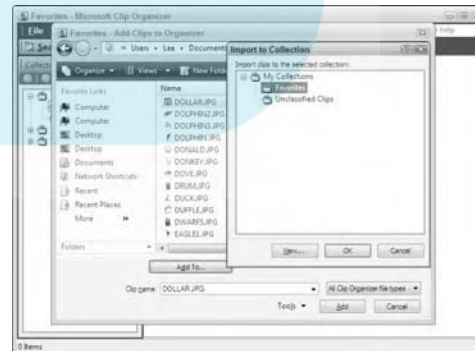 Favorites - Microsoft Clip Organizer
File
help
Favorites - Add Clips to Organizer
Users
Lee
Documents
Organize
Views
New Folder
Favorite Links
Computer
Computer
Desktop
Desktop
Documents
Network Shortcuts
Recent
Recent Places
More
Folders
Name
DOLLAR.JPG
DOLPHIN2.JPG
DOLPHIN3.JPG
DOLPHIN.JPG
DONALD.JPG
DONKEY.JPG
DOVE.JPG
DRUM.JPG
DUCK.JPG
DUFFLE.JPG
DWARFS.JPG
EAGLE1.JPG
Import to Collection
Import clips to the selected collection:
My Collections
Favorites
Unclassified Clips
New...
OK
Cancel
Add To...
Clip name:
DOLLAR.JPG
All Clip Organizer file types
Tools
Add
Cancel
0 Items